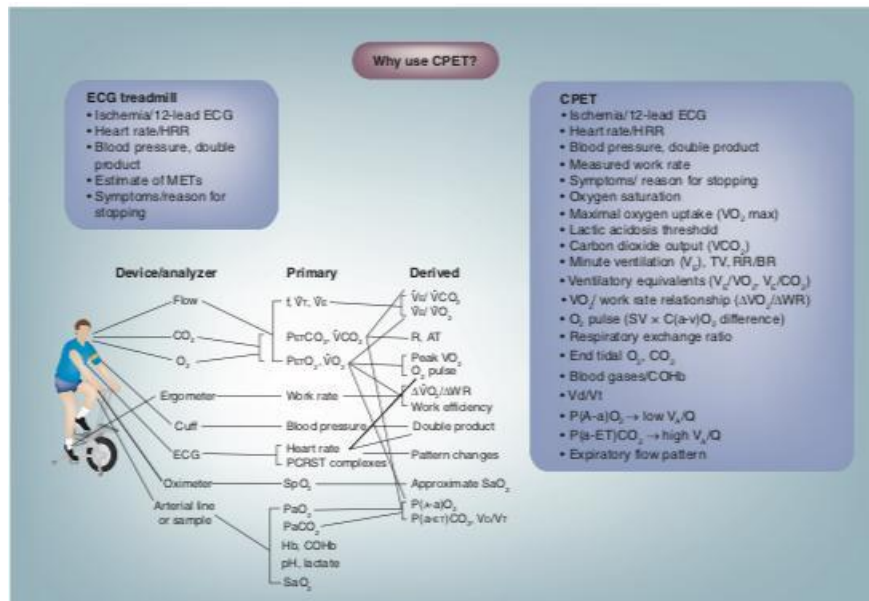 Why use CPET?
ECG treadmill
• Ischemia/12-lead ECG
• Heart rate/HRR
• Blood pressure, double
product
• Estimate of METs
• Symptoms/reason for
stopping
CPET
• Ischemia/12-lead ECG
• Heart rate/HRR
• Blood pressure, double product
• Measured work rate
• Symptoms/ reason for stopping
• Oxygen saturation
• Maximal oxygen uptake (VO₂ max)
• Lactic acidosis threshold
• Carbon dioxide output (VCO₂)
• Minute ventilation (V_E), TV, RR/BR
• Ventilatory equivalents (V_E/VO₂, V_E/CO₂)
• VO₂/ work rate relationship (ΔVO₂/ΔWR)
• O₂ pulse (SV × C(a-v)O₂ difference)
• Respiratory exchange ratio
• End tidal O₂, CO₂
• Blood gases/COHb
• Vd/Vt
• P(A-a)O₂ → low V_A/Q
• P(a-ET)CO₂ → high V_A/Q
• Expiratory flow pattern
Device/analyzer Primary Derived
Flow f, V̇T, V̇E V̇E/ V̇CO₂
V̇E/ V̇O₂
CO₂ PETCO₂, V̇CO₂ R, AT
O₂ PETO₂, V̇O₂ Peak VO₂
O₂ pulse
Ergometer Work rate ΔV̇O₂/ΔWR
Work efficiency
Cuff Blood pressure Double product
ECG Heart rate Pattern changes
PCRST complexes
Oximeter SpO₂ Approximate SaO₂
Arterial line
or sample
PaO₂ P(A-a)O₂
PaCO₂ P(a-ET)CO₂, VD/VT
Hb, COHb
pH, lactate
SaO₂